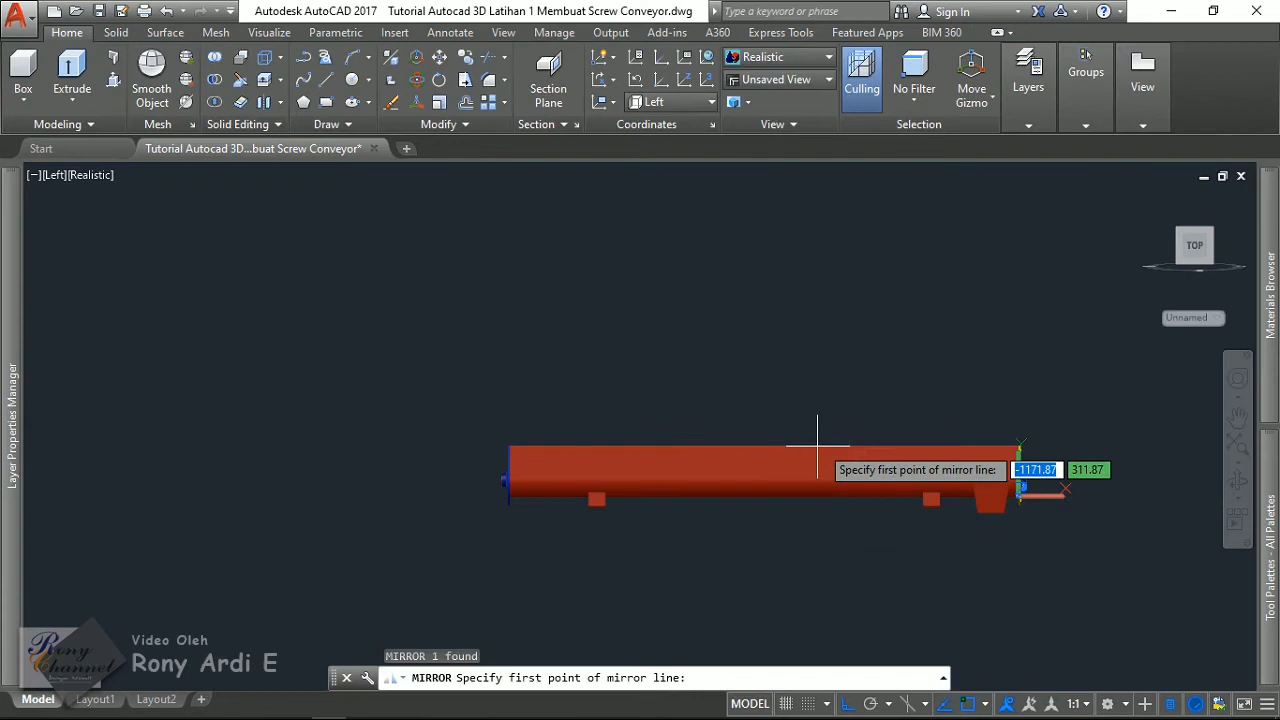 Autodesk AutoCAD 2017 Tutorial Autocad 3D Latihan 1 Membuat Screw Conveyor.dwg Type a keyword or phrase Sign In
Home Solid Surface Mesh Visualize Parametric Insert Annotate View Manage Output Add-ins A360 Express Tools Featured Apps BIM 360
Box Extrude Smooth Object Section Plane Realistic Unsaved View Left Culling No Filter Move Gizmo Layers Groups View
Modeling Mesh Solid Editing Draw Modify Section Coordinates View Selection
Start Tutorial Autocad 3D...buat Screw Conveyor*
[−][Left][Realistic]
TOP
Unnamed
Layer Properties Manager
Materials Browser
Tool Palettes - All Palettes
Specify first point of mirror line: -1171.87 311.87
X
Rony
Channel
Video Oleh
Rony Ardi E
MIRROR 1 found
MIRROR Specify first point of mirror line:
Model Layout1 Layout2 +
MODEL 1:1